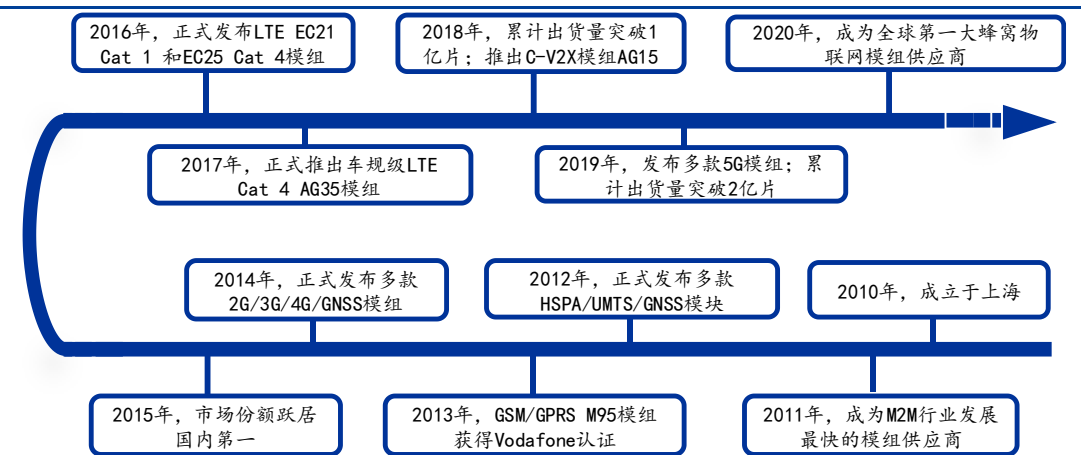 2016年，正式发布LTE EC21
Cat 1 和EC25 Cat 4模组
2018年，累计出货量突破1
亿片；推出C-V2X模组AG15
2020年，成为全球第一大蜂窝物
联网模组供应商
2017年，正式推出车规级LTE
Cat 4 AG35模组
2019年，发布多款5G模组；累
计出货量突破2亿片
2014年，正式发布多款
2G/3G/4G/GNSS模组
2012年，正式发布多款
HSPA/UMTS/GNSS模块
2010年，成立于上海
2015年，市场份额跃居
国内第一
2013年，GSM/GPRS M95模组
获得Vodafone认证
2011年，成为M2M行业发展
最快的模组供应商